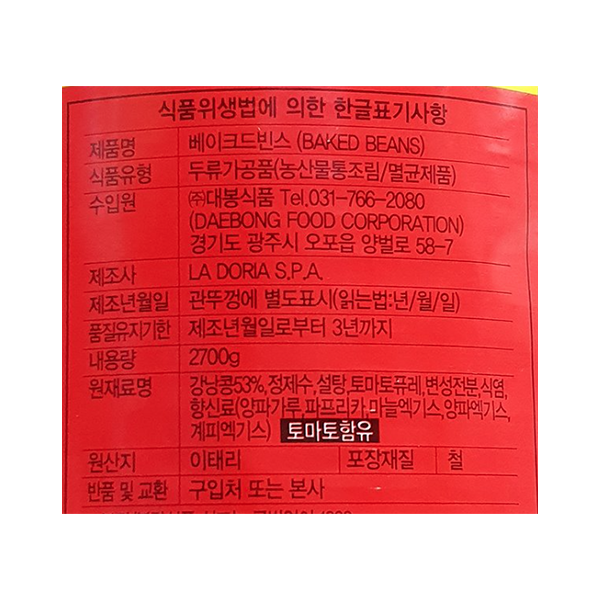 식품위생법에 의한 한글표기사항
제품명 베이크드빈스 (BAKED BEANS)
식품유형 두류가공품(농산물통조림/멸균제품)
수입원 ㈜대봉식품 Tel.031-766-2080
(DAEBONG FOOD CORPORATION)
경기도 광주시 오포읍 양벌로 58-7
제조사 LA DORIA S.P.A.
제조년월일 관뚜껑에 별도표시(읽는법:년/월/일)
품질유지기한 제조년월일로부터 3년까지
내용량 2700g
원재료명 강낭콩53%,정제수,설탕,토마토퓨레,변성전분,식염,
향신료(양파가루,파프리카,마늘엑기스,양파엑기스,
계피엑기스) 토마토함유
원산지 이태리 포장재질 철
반품 및 교환 구입처 또는 본사